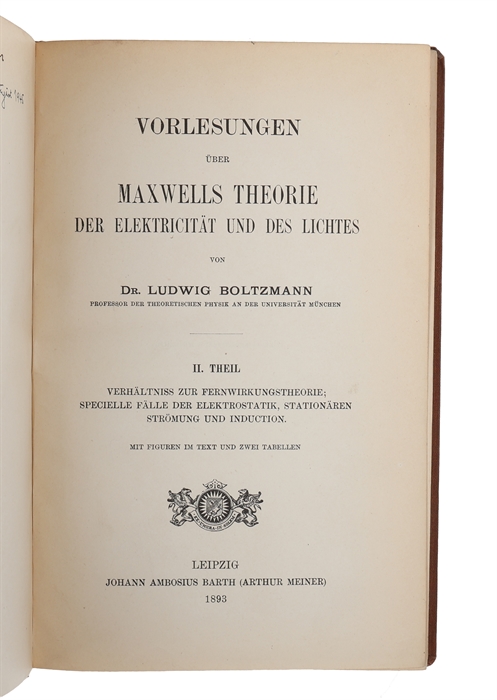 VORLESUNGEN
ÜBER
MAXWELLS THEORIE
DER ELEKTRICITÄT UND DES LICHTES
VON
DR. LUDWIG BOLTZMANN
PROFESSOR DER THEORETISCHEN PHYSIK AN DER UNIVERSITÄT MÜNCHEN
II. THEIL
VERHÄLTNISS ZUR FERNWIRKUNGSTHEORIE;
SPECIELLE FÄLLE DER ELEKTROSTATIK, STATIONÄREN
STRÖMUNG UND INDUCTION.
MIT FIGUREN IM TEXT UND ZWEI TABELLEN
LEIPZIG
JOHANN AMBOSIUS BARTH (ARTHUR MEINER)
1893